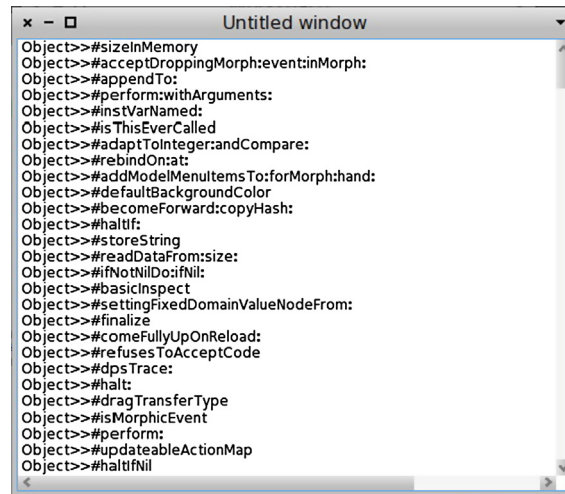 Untitled window
Object>>#sizeInMemory
Object>>#acceptDroppingMorph:event:inMorph:
Object>>#appendTo:
Object>>#perform:withArguments:
Object>>#instVarNamed:
Object>>#isThisEverCalled
Object>>#adaptToInteger:andCompare:
Object>>#rebindOn:at:
Object>>#addModelMenuItemsTo:forMorph:hand:
Object>>#defaultBackgroundColor
Object>>#becomeForward:copyHash:
Object>>#haltIf:
Object>>#storeString
Object>>#readDataFrom:size:
Object>>#ifNotNilDo:ifNil:
Object>>#basicInspect
Object>>#settingFixedDomainValueNodeFrom:
Object>>#finalize
Object>>#comeFullyUpOnReload:
Object>>#refusesToAcceptCode
Object>>#dpsTrace:
Object>>#halt:
Object>>#dragTransferType
Object>>#isMorphicEvent
Object>>#perform:
Object>>#updateableActionMap
Object>>#haltIfNil